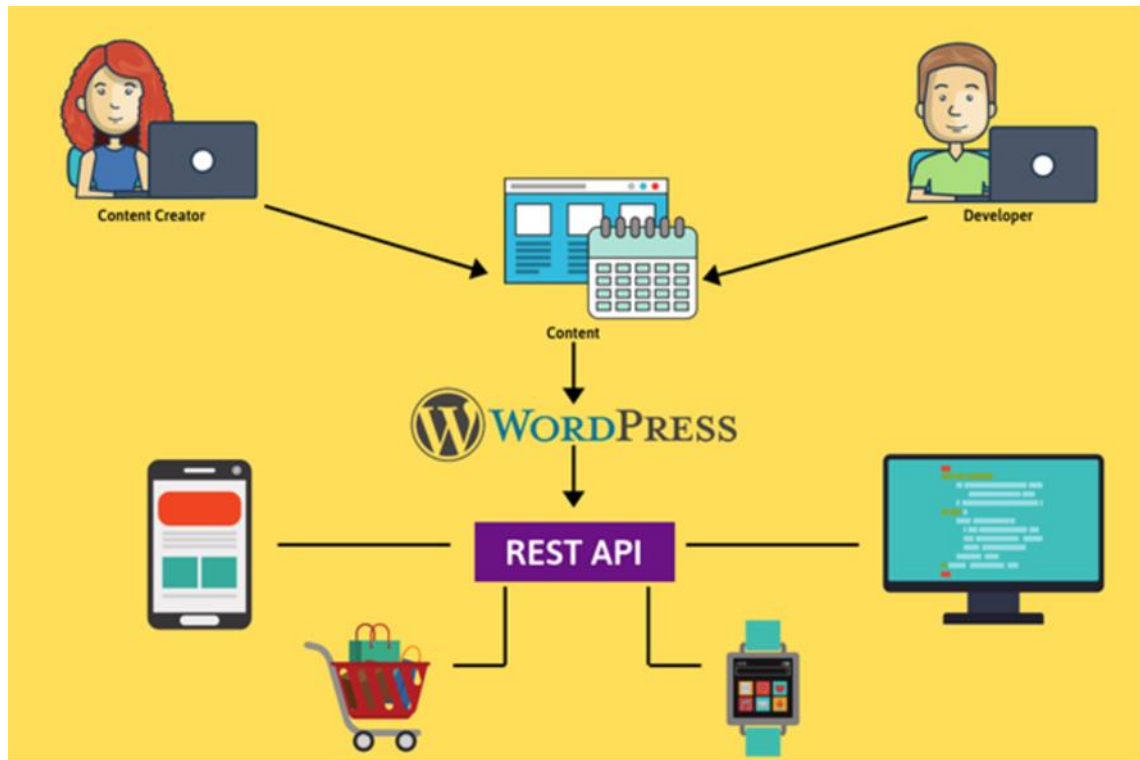 Content Creator
Developer
Content
WORDPRESS
REST API